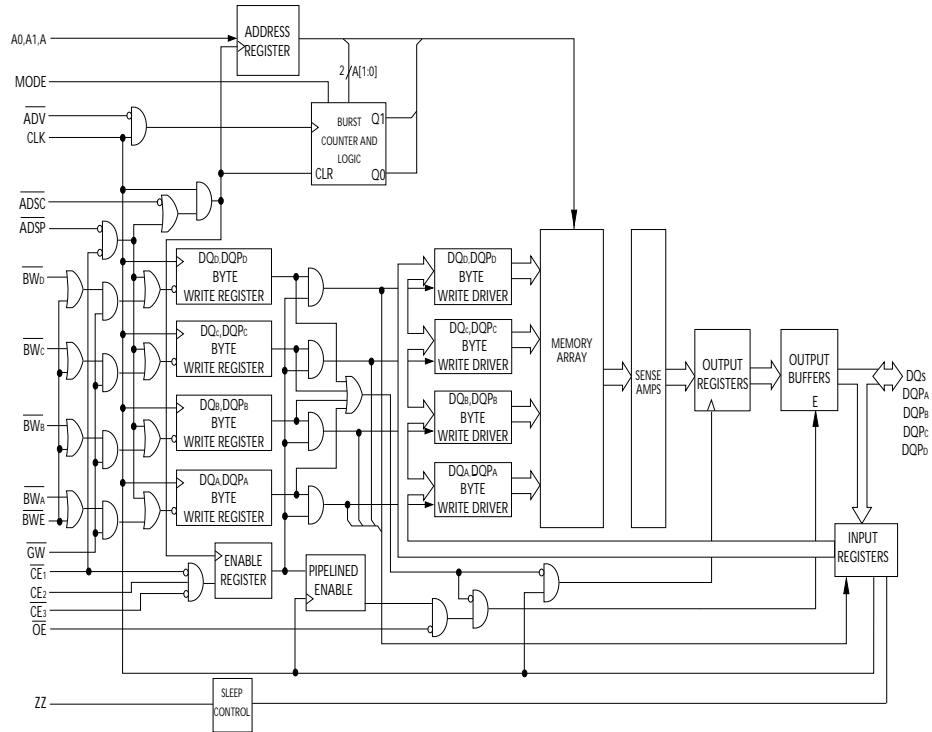 A0,A1,A
MODE
ADV
CLK
ADSC
ADSP
BWD
BWC
BWB
BWA
BWE
GW
CE1
CE2
CE3
OE
ZZ
ADDRESS
REGISTER
2
A[1:0]
BURST
COUNTER AND
LOGIC
CLR
Q1
Q0
DQD,DQPD
BYTE
WRITE REGISTER
DQC,DQPC
BYTE
WRITE REGISTER
DQB,DQPB
BYTE
WRITE REGISTER
DQA,DQPA
BYTE
WRITE REGISTER
ENABLE
REGISTER
PIPELINED
ENABLE
SLEEP
CONTROL
DQD,DQPD
BYTE
WRITE DRIVER
DQC,DQPC
BYTE
WRITE DRIVER
DQB,DQPB
BYTE
WRITE DRIVER
DQA,DQPA
BYTE
WRITE DRIVER
MEMORY
ARRAY
SENSE
AMPS
OUTPUT
REGISTERS
OUTPUT
BUFFERS
E
DQs
DQPA
DQPB
DQPC
DQPD
INPUT
REGISTERS